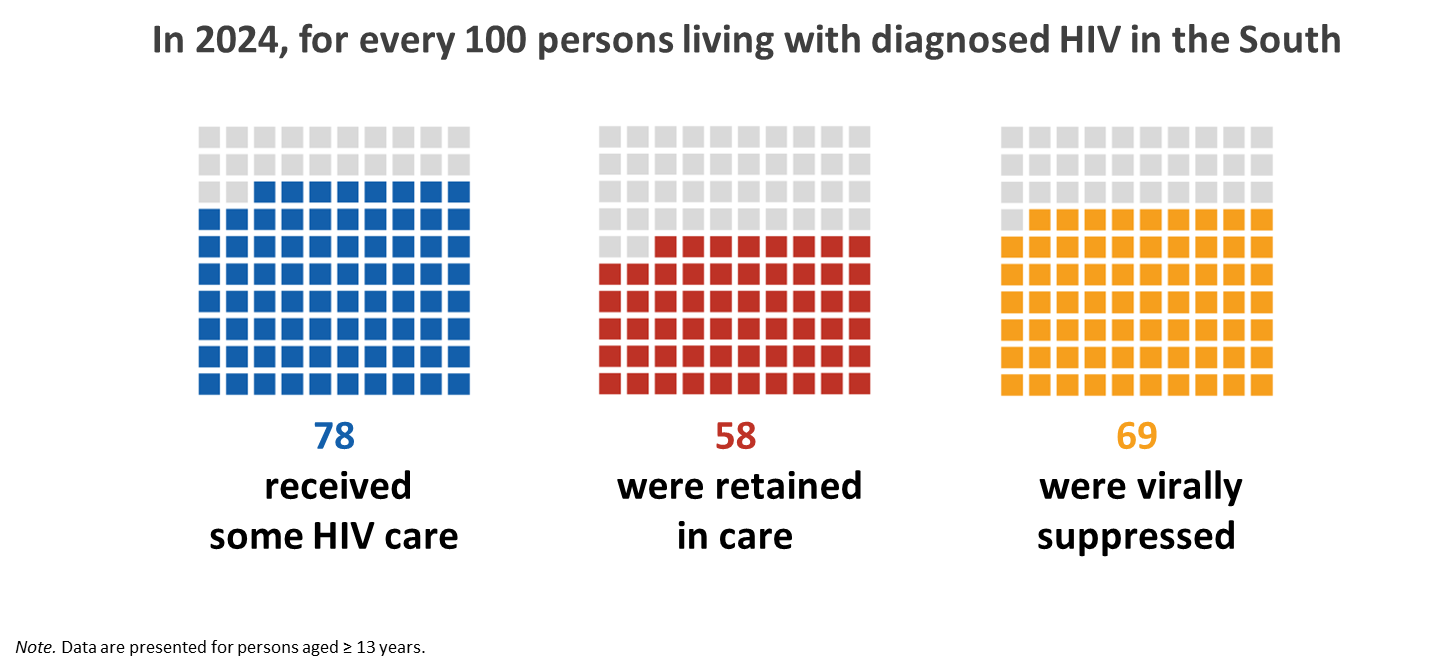 In 2024, for every 100 persons living with diagnosed HIV in the South
78
received
some HIV care
58
were retained
in care
69
were virally
suppressed
Note. Data are presented for persons aged ≥ 13 years.